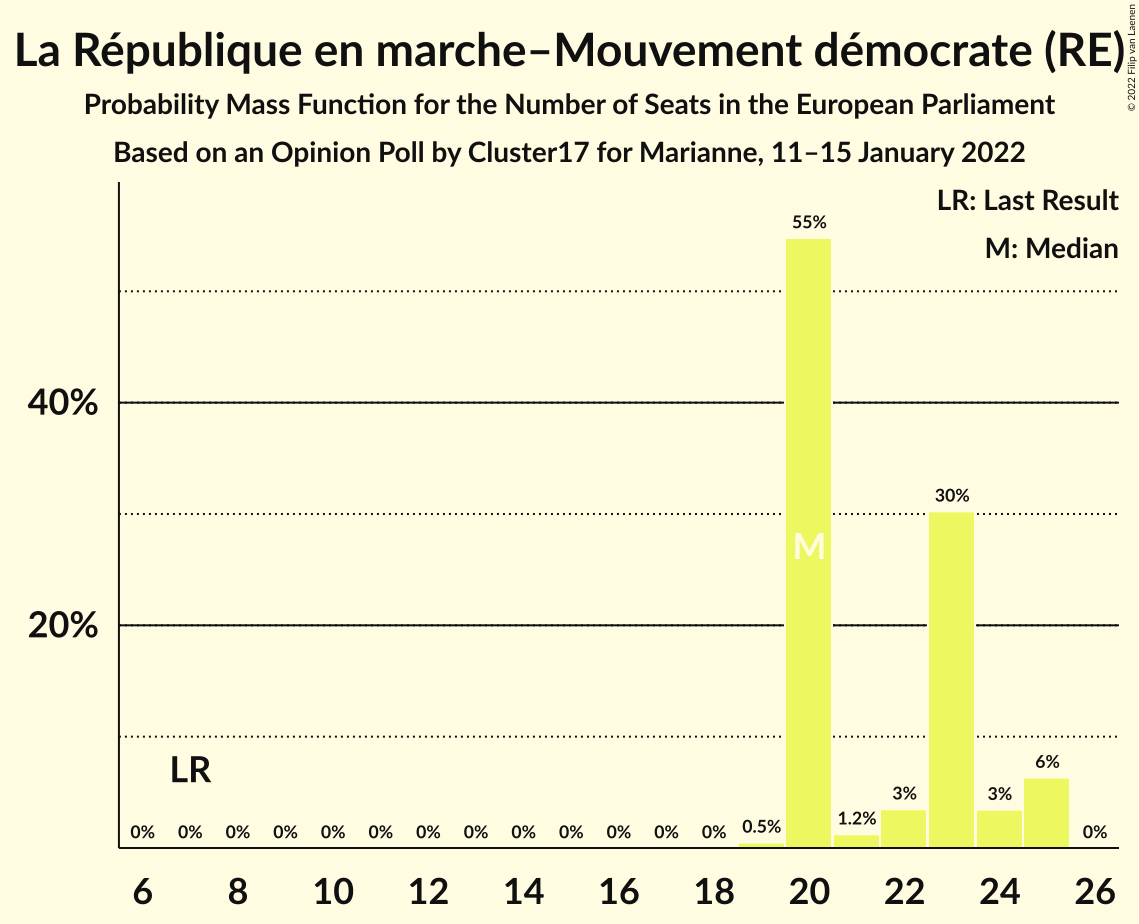 La République en marche–Mouvement démocrate (RE)
© 2022 Filip van Laenen
Probability Mass Function for the Number of Seats in the European Parliament
Based on an Opinion Poll by Cluster17 for Marianne, 11–15 January 2022
LR: Last Result
M: Median
55%
40%
30%
M
20%
LR
6%
3% 3%
1.2%
0.5%
0% 0% 0% 0% 0% 0% 0% 0% 0% 0% 0% 0% 0% 0%
6 8 10 12 14 16 18 20 22 24 26